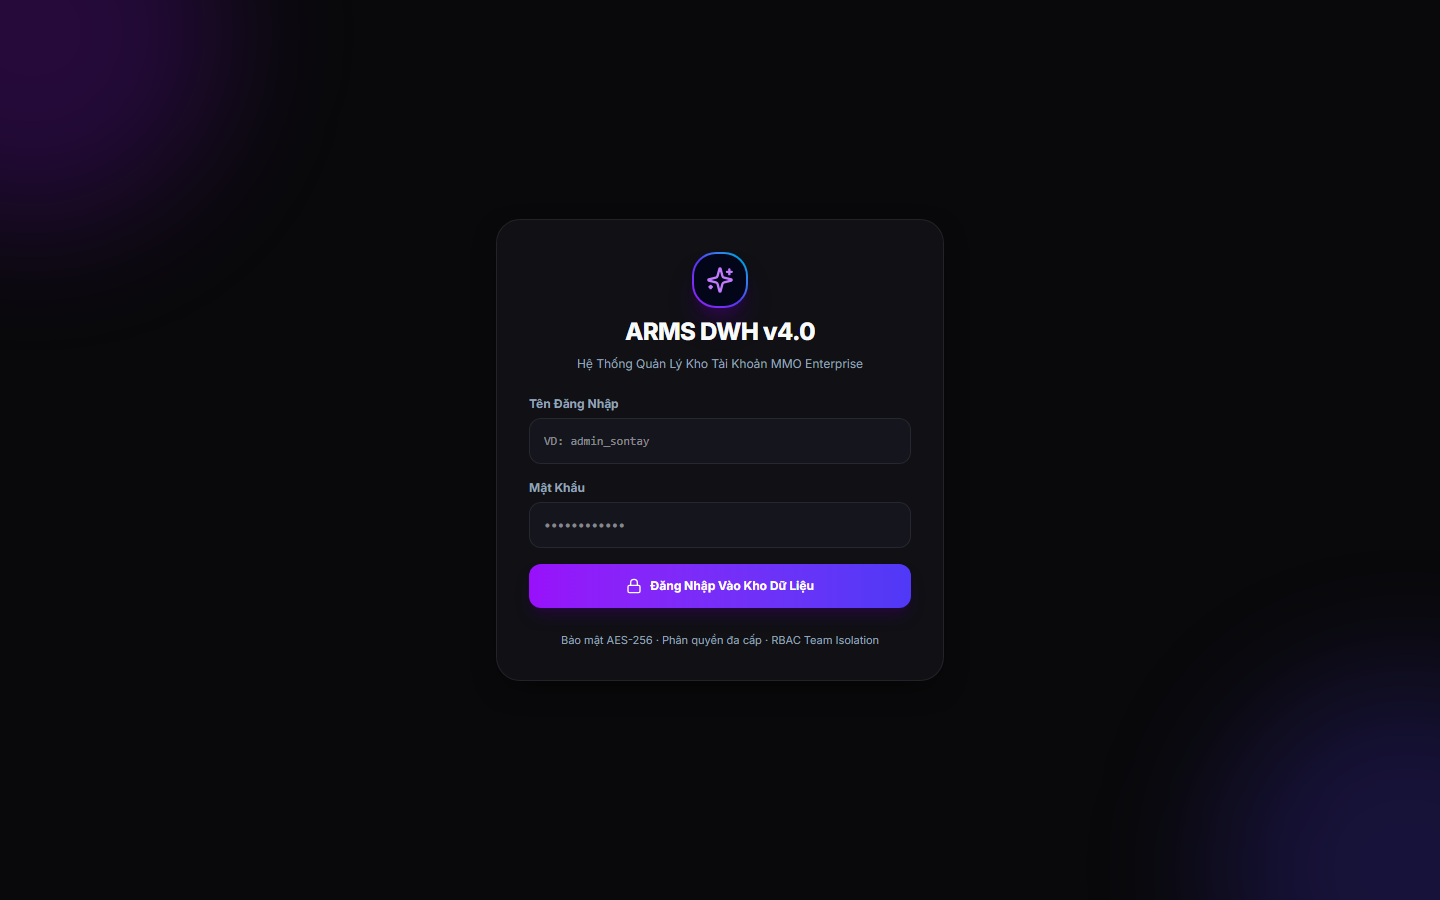 ARMS DWH v4.0
Hệ Thống Quản Lý Kho Tài Khoản MMO Enterprise
Tên Đăng Nhập
VD: admin_sontay
Mật Khẩu
••••••••••••
Đăng Nhập Vào Kho Dữ Liệu
Bảo mật AES-256 · Phân quyền đa cấp · RBAC Team Isolation